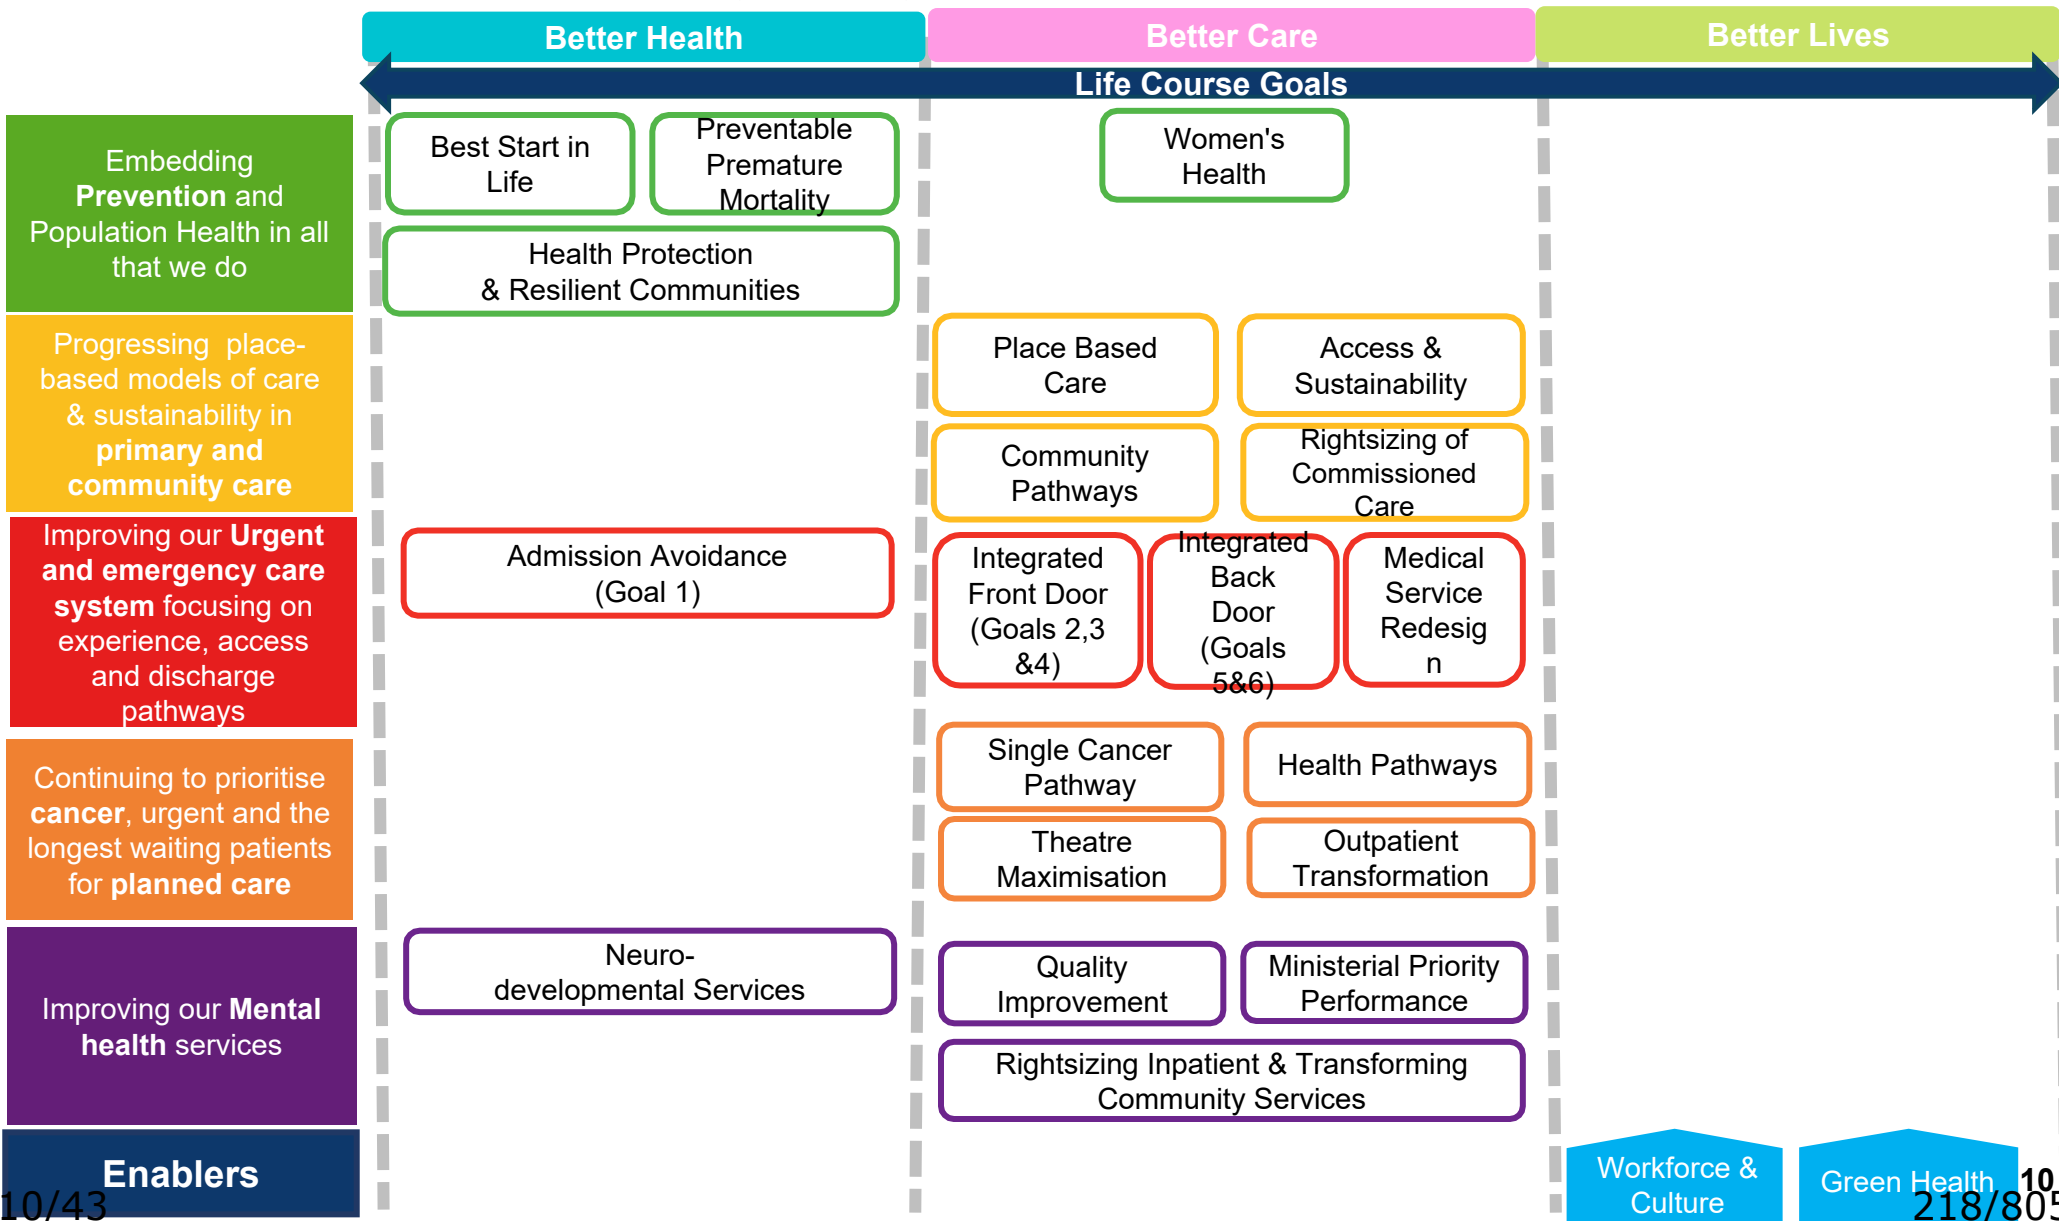 Better Health
Better Care
Better Lives
Life Course Goals
Embedding
Prevention and
Population Health in all
that we do
Best Start in
Life
Preventable
Premature
Mortality
Women's
Health
Health Protection
& Resilient Communities
Progressing place-
based models of care
& sustainability in
primary and
community care
Place Based
Care
Access &
Sustainability
Community
Pathways
Rightsizing of
Commissioned
Care
Improving our Urgent
and emergency care
system focusing on
experience, access
and discharge
pathways
Admission Avoidance
(Goal 1)
Integrated
Front Door
(Goals 2,3
&4)
Integrated
Back
Door
(Goals
5&6)
Medical
Service
Redesig
n
Continuing to prioritise
cancer, urgent and the
longest waiting patients
for planned care
Single Cancer
Pathway
Health Pathways
Theatre
Maximisation
Outpatient
Transformation
Improving our Mental
health services
Neuro-
developmental Services
Quality
Improvement
Ministerial Priority
Performance
Rightsizing Inpatient & Transforming
Community Services
Enablers
Workforce &
Culture
Green Health
10
10/43
218/805